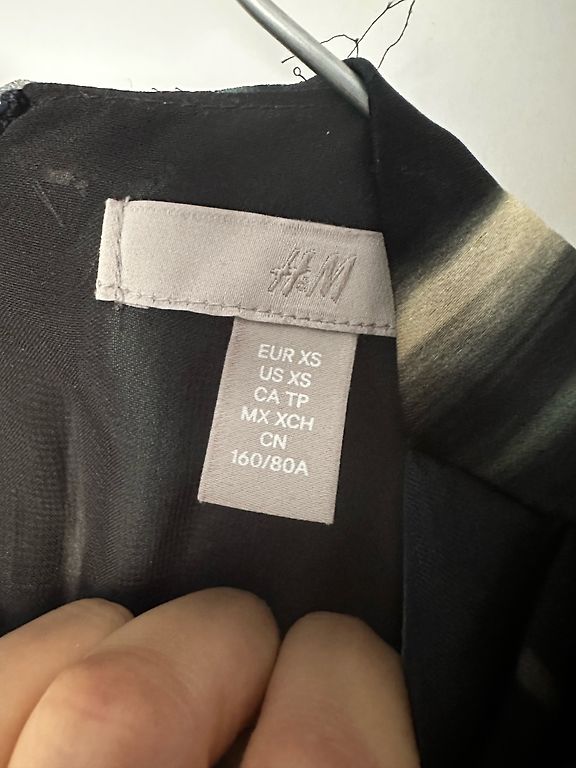 H&M
EUR XS
US XS
CA TP
MX XCH
CN
160/80A